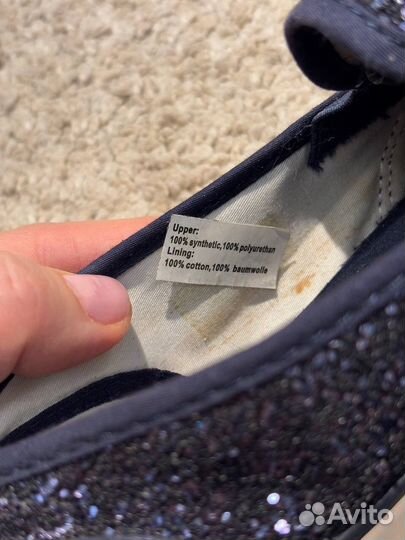 Upper:
100% synthetic,100% polyurethan
Lining:
100% cotton,100% baumwolle
Avito